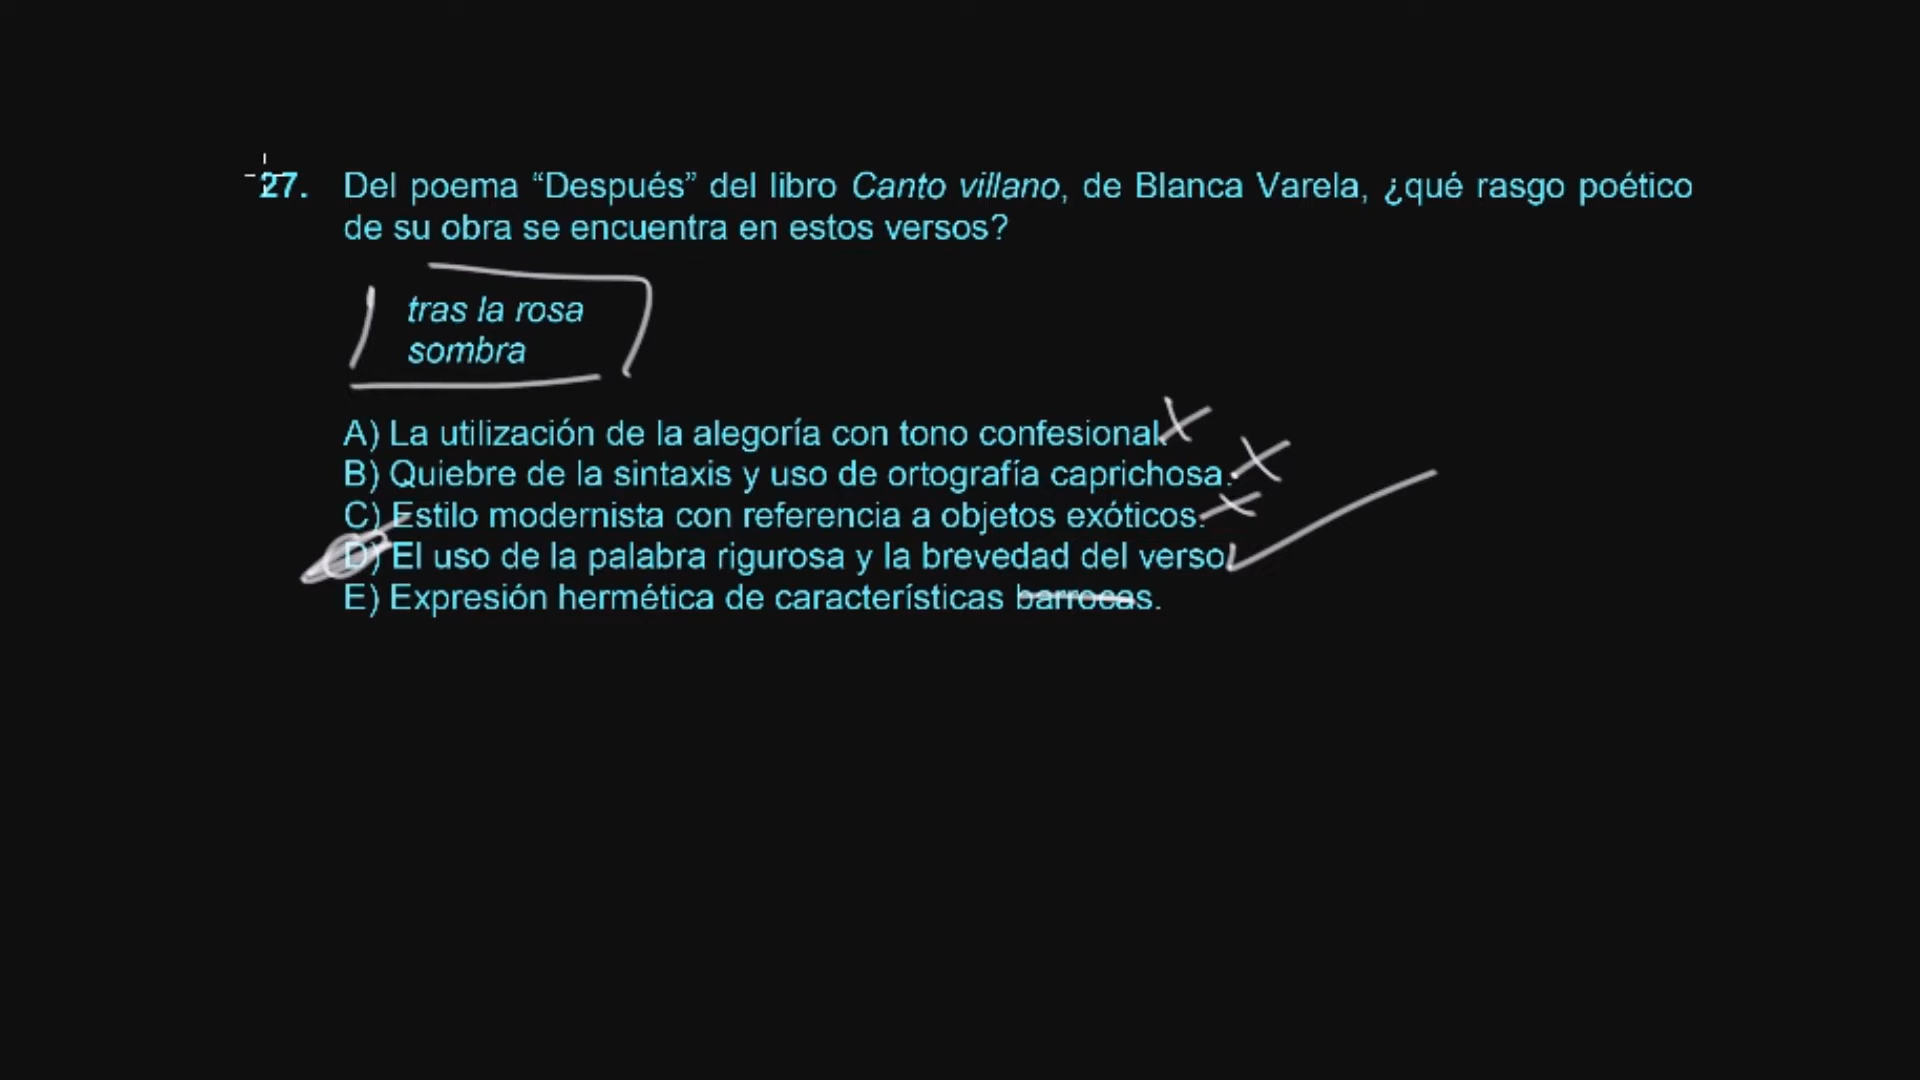 27. Del poema “Después” del libro Canto villano, de Blanca Varela, ¿qué rasgo poético
de su obra se encuentra en estos versos?
tras la rosa
sombra
A) La utilización de la alegoría con tono confesional.
B) Quiebre de la sintaxis y uso de ortografía caprichosa.
C) Estilo modernista con referencia a objetos exóticos.
D) El uso de la palabra rigurosa y la brevedad del verso.
E) Expresión hermética de características barrocas.